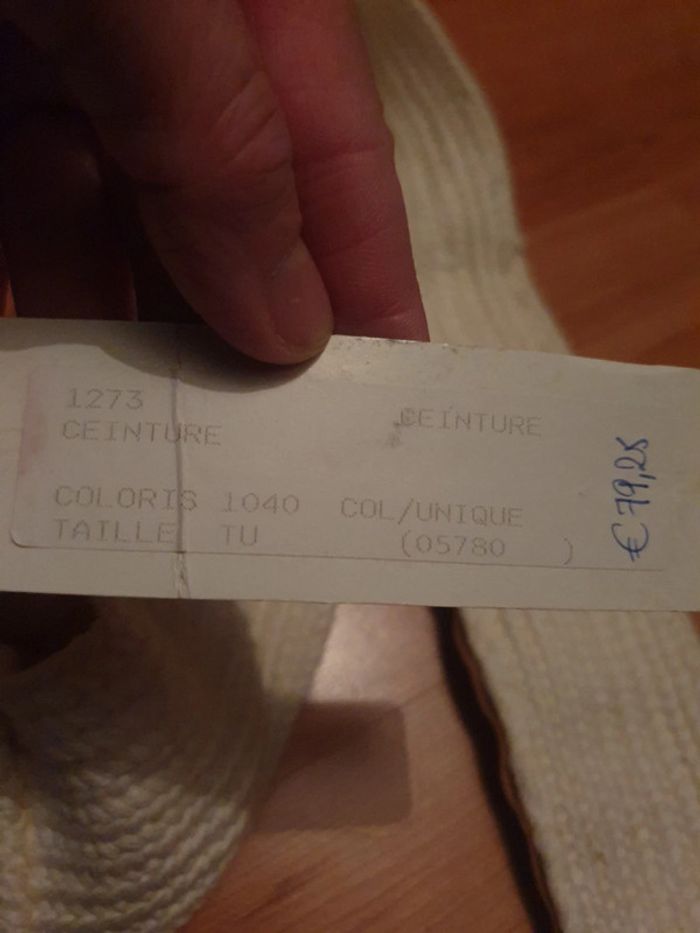 1273
CEINTURE CEINTURE
COLORIS 1040 COL/UNIQUE
TAILLE TU (05780 )
€ 79,25